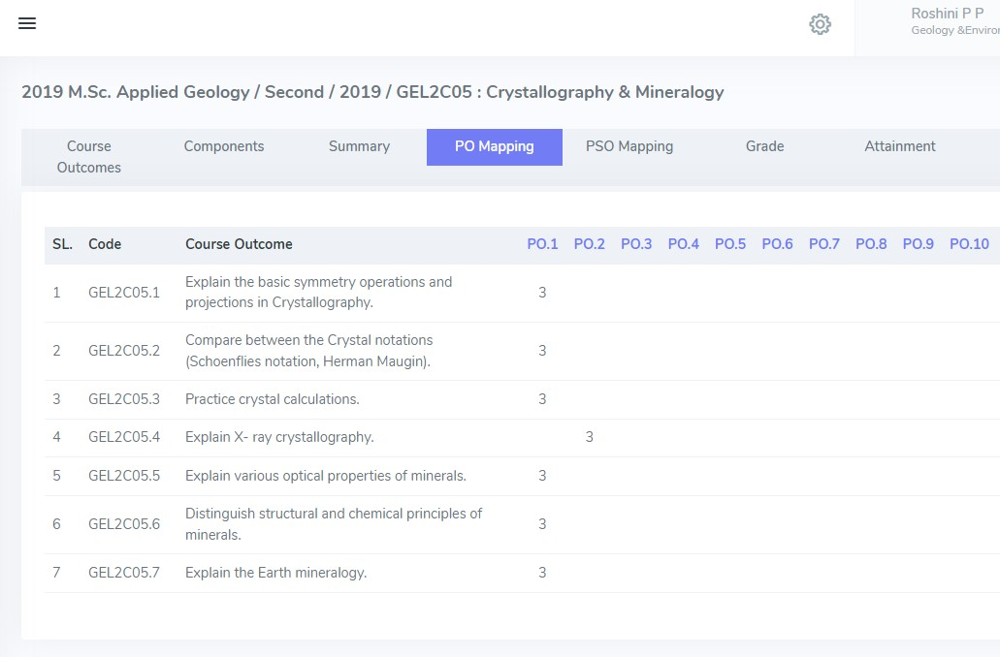 Roshini P P
Geology &Environ
2019 M.Sc. Applied Geology / Second / 2019 / GEL2C05 : Crystallography & Mineralogy
Course Outcomes Components Summary PO Mapping PSO Mapping Grade Attainment
SL. Code Course Outcome PO.1 PO.2 PO.3 PO.4 PO.5 PO.6 PO.7 PO.8 PO.9 PO.10
1 GEL2C05.1 Explain the basic symmetry operations and
projections in Crystallography. 3
2 GEL2C05.2 Compare between the Crystal notations
(Schoenflies notation, Herman Maugin). 3
3 GEL2C05.3 Practice crystal calculations. 3
4 GEL2C05.4 Explain X- ray crystallography. 3
5 GEL2C05.5 Explain various optical properties of minerals. 3
6 GEL2C05.6 Distinguish structural and chemical principles of
minerals. 3
7 GEL2C05.7 Explain the Earth mineralogy. 3